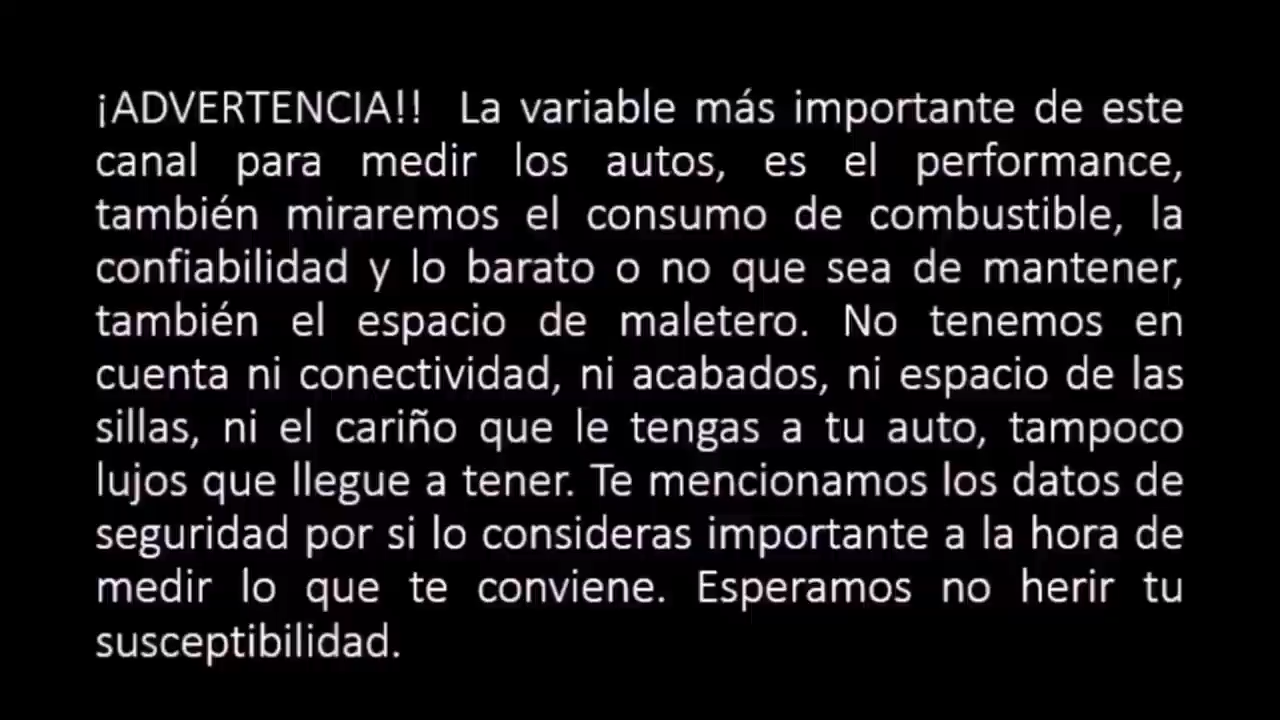 ¡ADVERTENCIA!! La variable más importante de este
canal para medir los autos, es el performance,
también miraremos el consumo de combustible, la
confiabilidad y lo barato o no que sea de mantener,
también el espacio de maletero. No tenemos en
cuenta ni conectividad, ni acabados, ni espacio de las
sillas, ni el cariño que le tengas a tu auto, tampoco
lujos que llegue a tener. Te mencionamos los datos de
seguridad por si lo consideras importante a la hora de
medir lo que te conviene. Esperamos no herir tu
susceptibilidad.